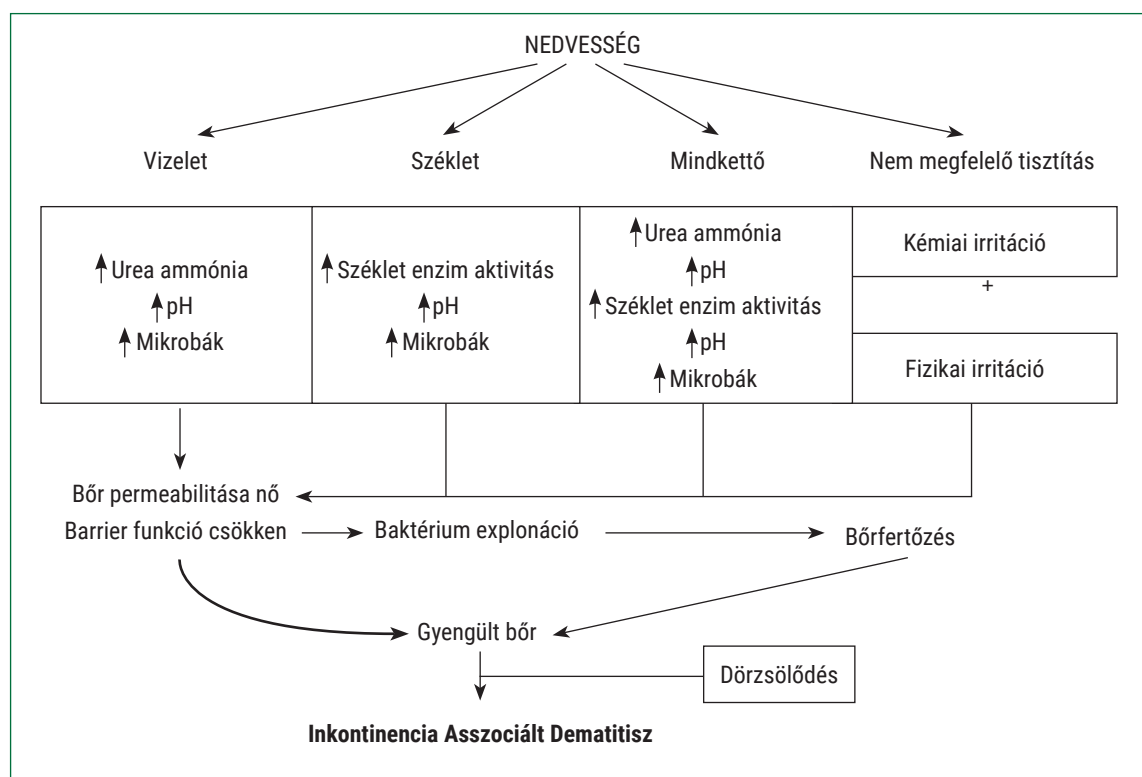 NEDVESSÉG
Vizelet
Széklet
Mindkettő
Nem megfelelő tisztítás
Urea ammónia
pH
Mikrobák
Széklet enzim aktivitás
pH
Mikrobák
Urea ammónia
pH
Széklet enzim aktivitás
pH
Mikrobák
Kémiai irritáció
+
Fizikai irritáció
Bőr permeabilitása nő
Barrier funkció csökken
Baktérium explonáció
Bőrfertőzés
Gyengült bőr
Dörzsölődés
Inkontinencia Asszociált Dematitisz